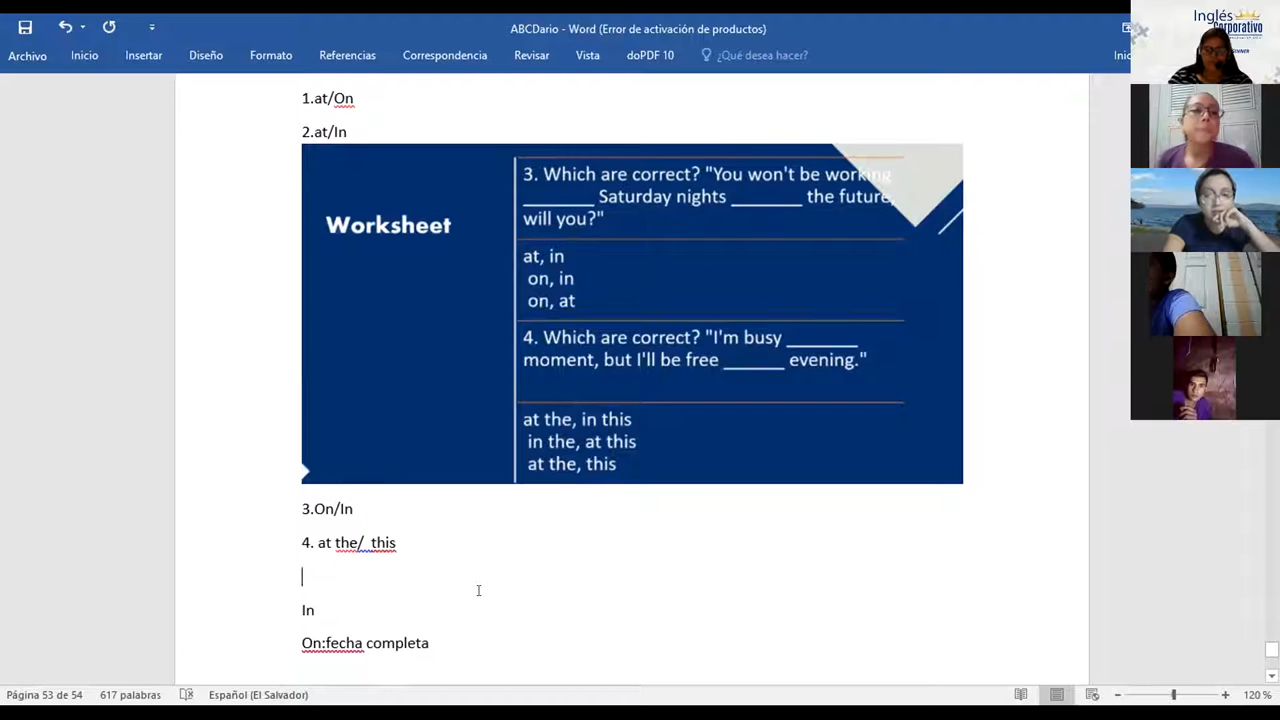 ABCDario - Word (Error de activación de productos)
Archivo Inicio Insertar Diseño Formato Referencias Correspondencia Revisar Vista doPDF 10 ¿Qué desea hacer? Inic
Inglés
Corporativo
1.at/On
2.at/In
Worksheet
3. Which are correct? "You won't be working
________ Saturday nights ________ the future,
will you?"
at, in
on, in
on, at
4. Which are correct? "I'm busy ________
moment, but I'll be free _______ evening."
at the, in this
in the, at this
at the, this
3.On/In
4. at the/ this
In
On:fecha completa
Página 53 de 54 617 palabras Español (El Salvador) 120 %